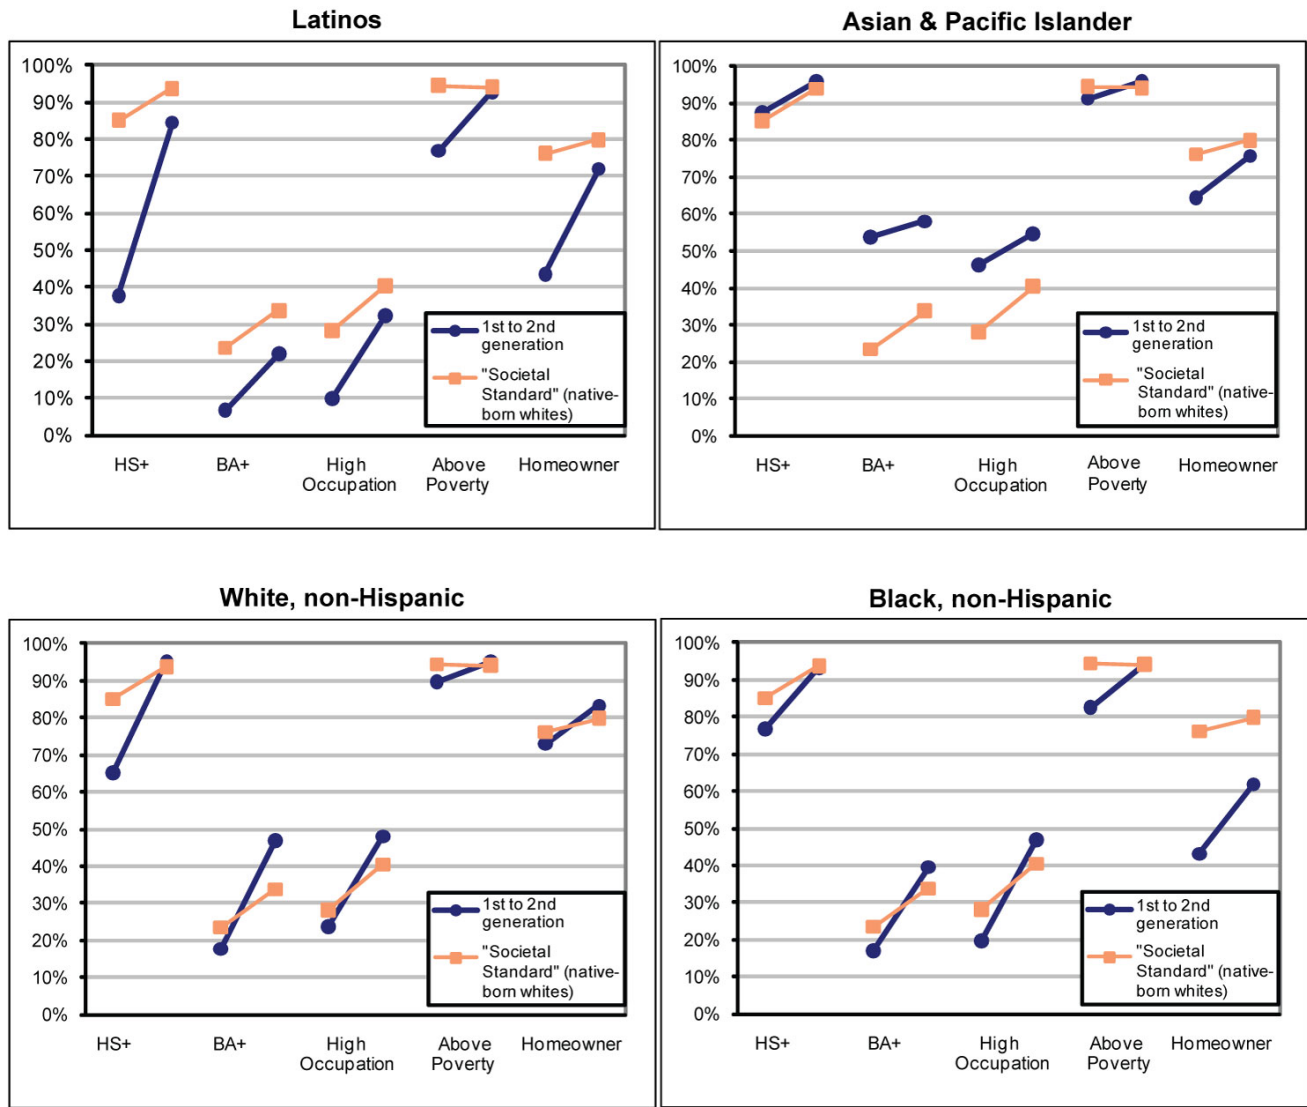 Latinos
100%
90%
80%
70%
60%
50%
40%
30%
20%
10%
0%
HS+
BA+
High
Occupation
Above
Poverty
Homeowner
1st to 2nd
generation
"Societal
Standard" (native-
born whites)
Asian & Pacific Islander
100%
90%
80%
70%
60%
50%
40%
30%
20%
10%
0%
HS+
BA+
High
Occupation
Above
Poverty
Homeowner
1st to 2nd
generation
"Societal
Standard" (native-
born whites)
White, non-Hispanic
100%
90%
80%
70%
60%
50%
40%
30%
20%
10%
0%
HS+
BA+
High
Occupation
Above
Poverty
Homeowner
1st to 2nd
generation
"Societal
Standard" (native-
born whites)
Black, non-Hispanic
100%
90%
80%
70%
60%
50%
40%
30%
20%
10%
0%
HS+
BA+
High
Occupation
Above
Poverty
Homeowner
1st to 2nd
generation
"Societal
Standard" (native-
born whites)